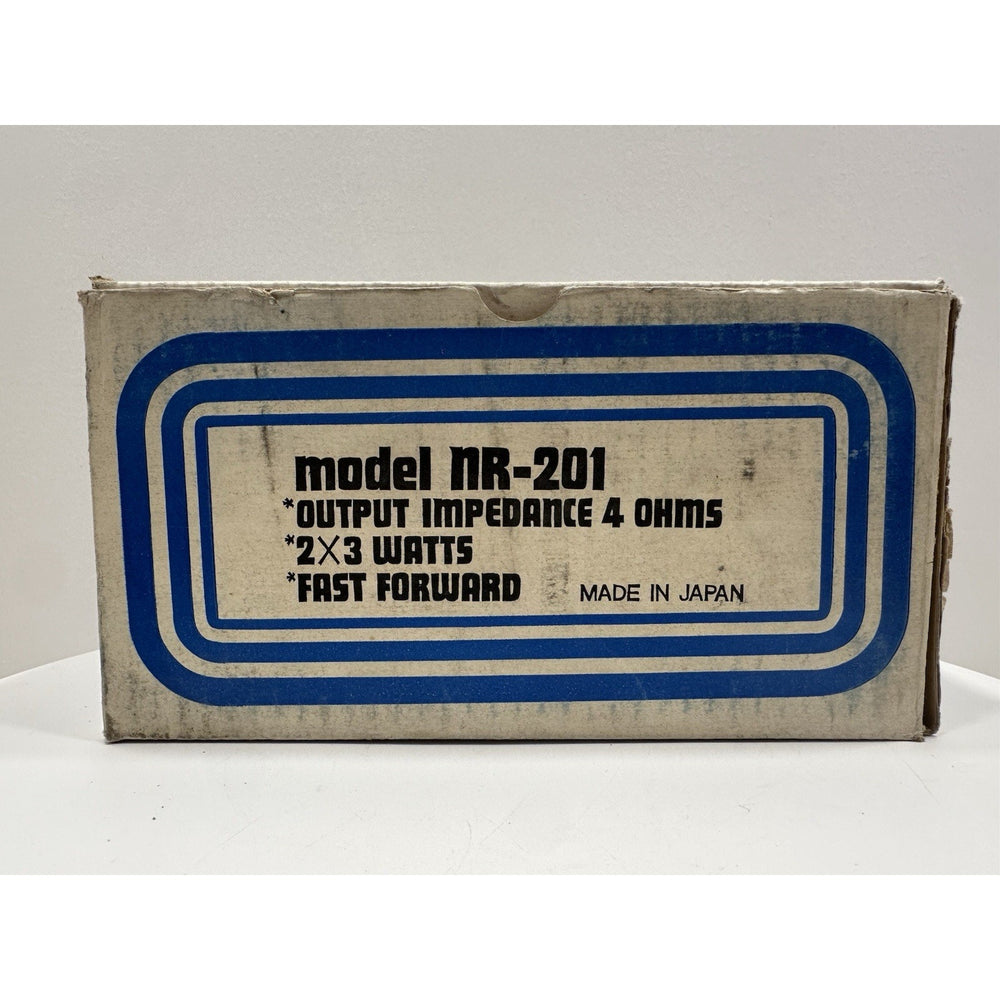 model NR-201
*OUTPUT IMPEDANCE 4 OHMS
*2X3 WATTS
*FAST FORWARD
MADE IN JAPAN